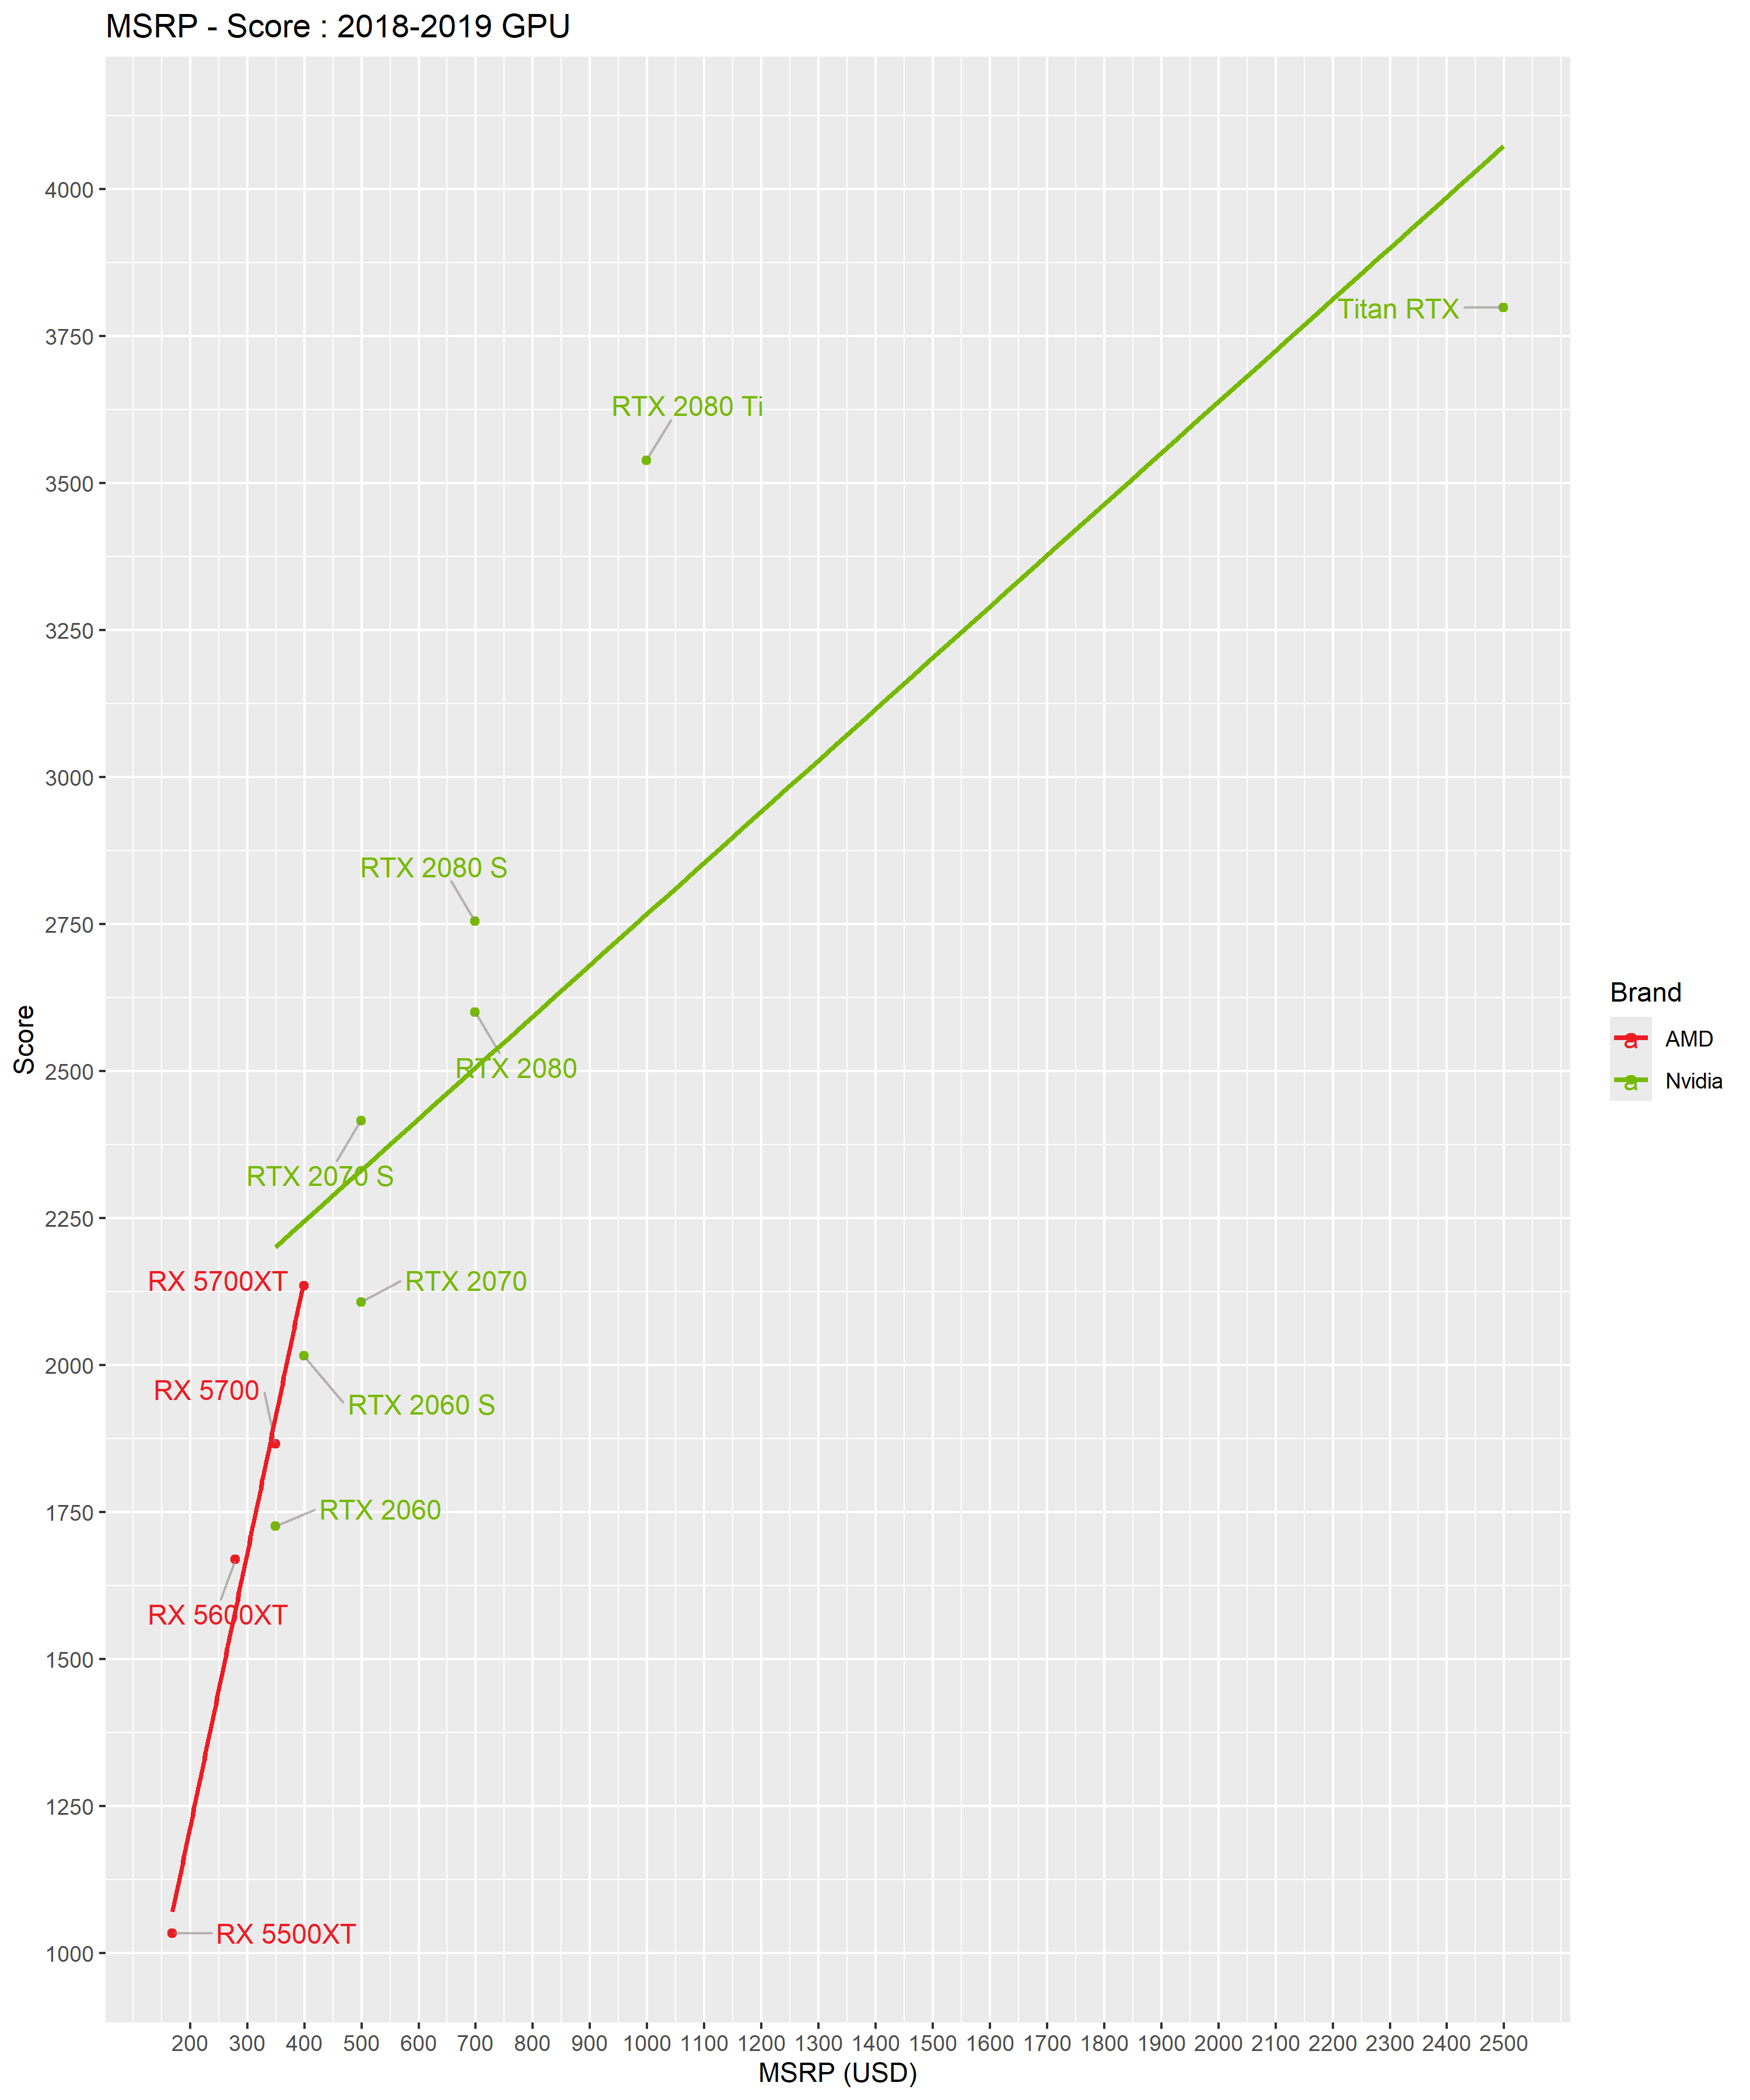 MSRP - Score : 2018-2019 GPU
4000
3750
3500
3250
3000
2750
2500
2250
2000
1750
1500
1250
1000
Score
Titan RTX
RTX 2080 Ti
RTX 2080 S
RTX 2080
RTX 2070 S
RX 5700XT
RTX 2070
RX 5700
RTX 2060 S
RTX 2060
RX 5600XT
RX 5500XT
200 300 400 500 600 700 800 900 1000 1100 1200 1300 1400 1500 1600 1700 1800 1900 2000 2100 2200 2300 2400 2500
MSRP (USD)
Brand
a AMD
a Nvidia